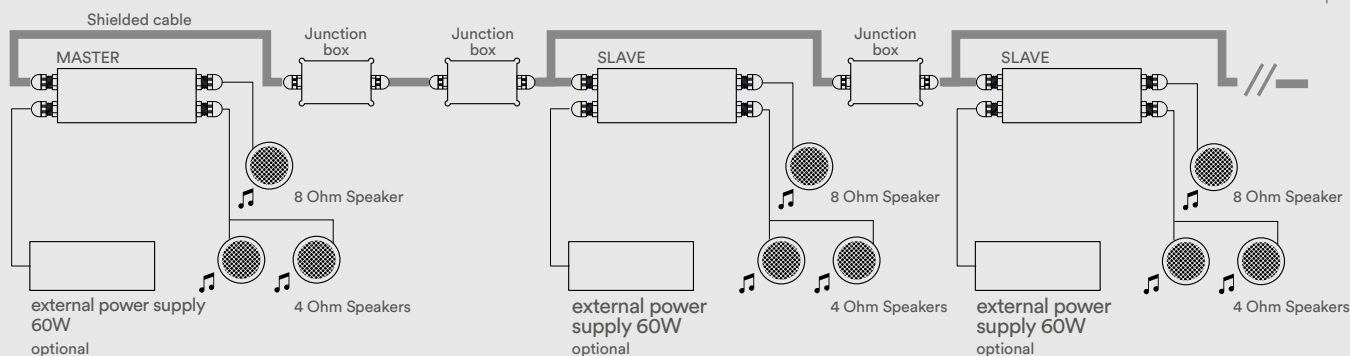 Shielded cable
MASTER
Junction
box
Junction
box
SLAVE
Junction
box
SLAVE
8 Ohm Speaker
4 Ohm Speakers
external power supply
60W
optional
8 Ohm Speaker
4 Ohm Speakers
external power
supply 60W
optional
8 Ohm Speaker
4 Ohm Speakers
external power
supply 60W
optional